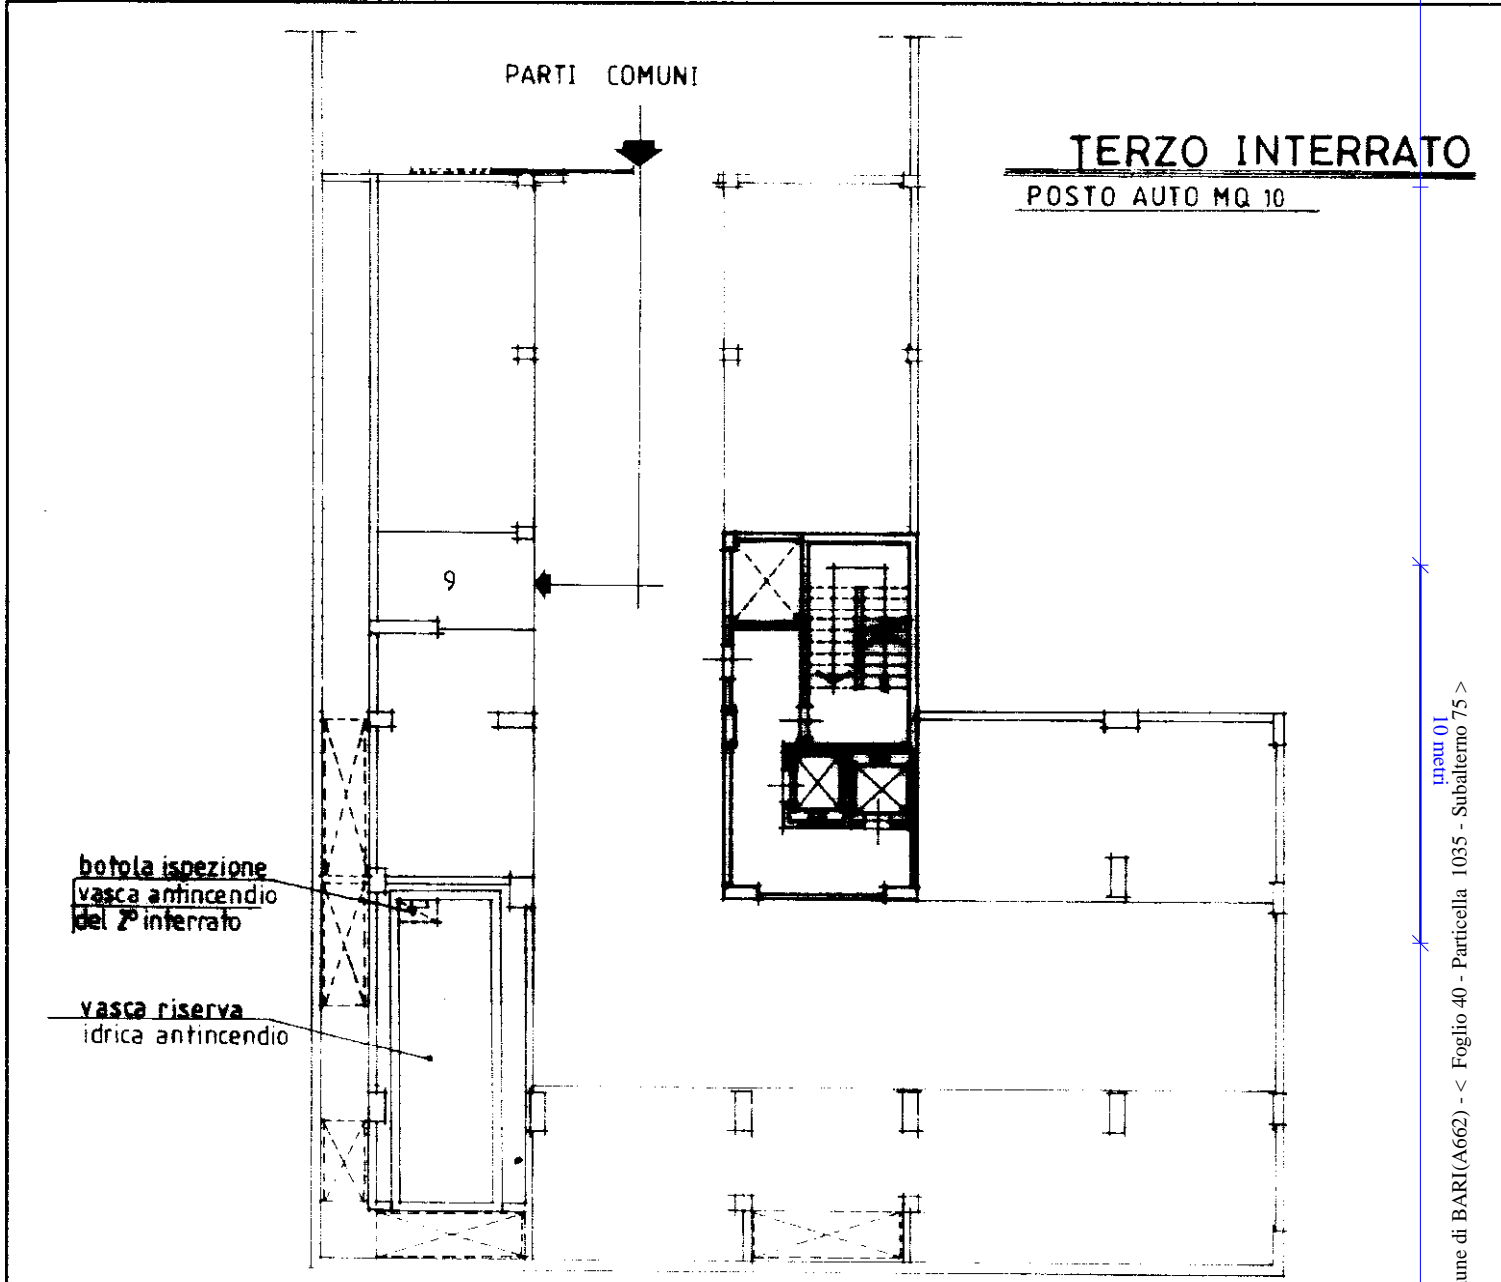 PARTI COMUNI
TERZO INTERRATO
POSTO AUTO MQ 10
9
botola ispezione
vasca antincendio
del 2º interrato
vasca riserva
idrica antincendio
10 metri
une di BARI(A662) - < Foglio 40 - Particella 1035 - Subalterno 75 >